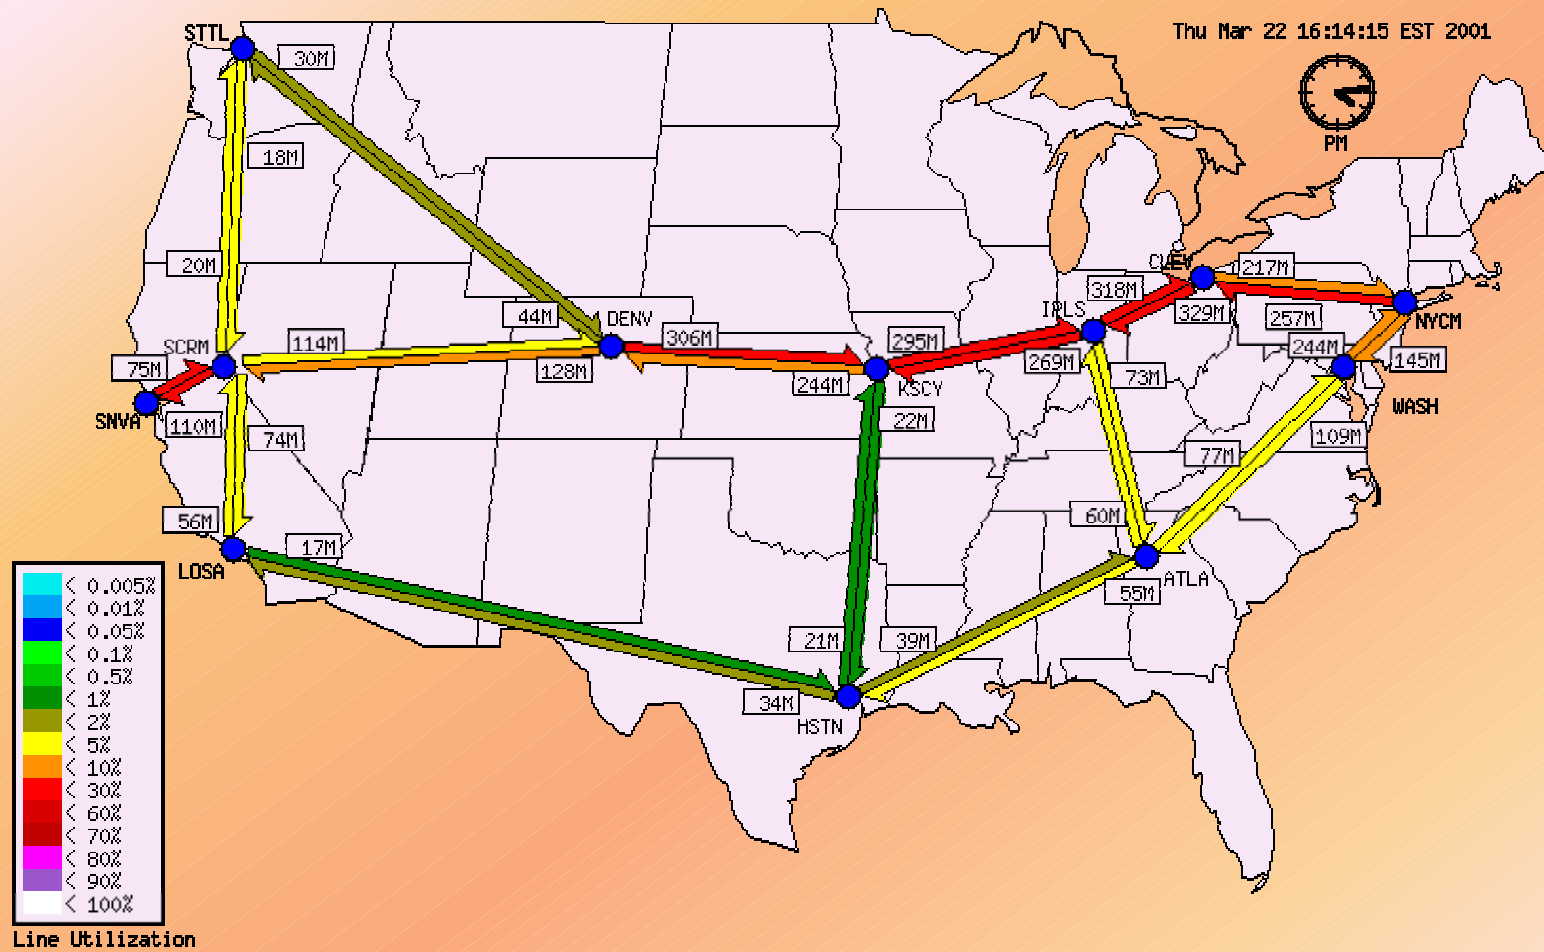 Thu Mar 22 16:14:15 EST 2001
PM
STTL
30M
18M
20M
44M
DENV
SCRM
114M
128M
306M
75M
SNVA
110M
74M
56M
LOSA
17M
244M
295M
KSCY
22M
IPLS
318M
CLEV
217M
329M
257M
NYCM
244M
145M
269M
73M
WASH
109M
77M
60M
ATLA
55M
21M
39M
34M
HSTN
< 0.005%
< 0.01%
< 0.05%
< 0.1%
< 0.5%
< 1%
< 2%
< 5%
< 10%
< 30%
< 60%
< 70%
< 80%
< 90%
< 100%
Line Utilization